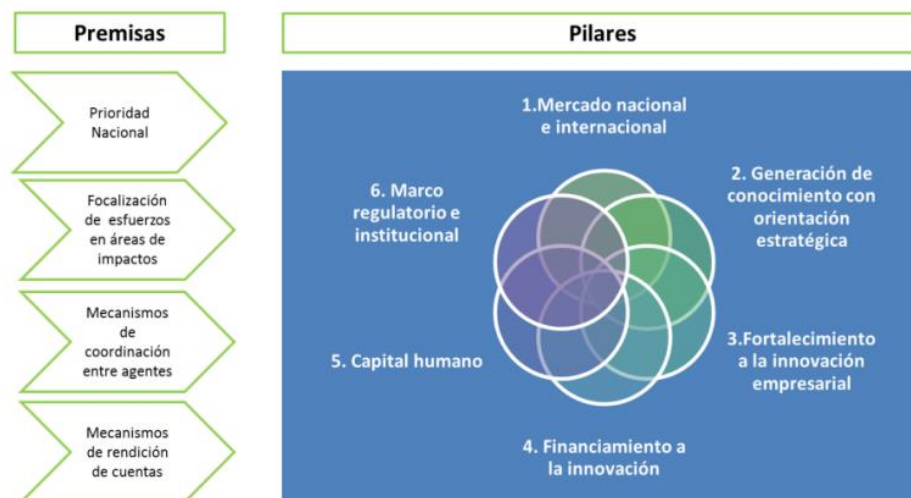 Premisas
Prioridad
Nacional
Focalización
de esfuerzos
en áreas de
impactos
Mecanismos
de
coordinación
entre agentes
Mecanismos
de rendición
de cuentas
Pilares
1.Mercado nacional
e internacional
2. Generación de
conocimiento con
orientación
estratégica
3.Fortalecimiento
a la innovación
empresarial
4. Financiamiento a
la innovación
5. Capital humano
6. Marco
regulatorio e
institucional